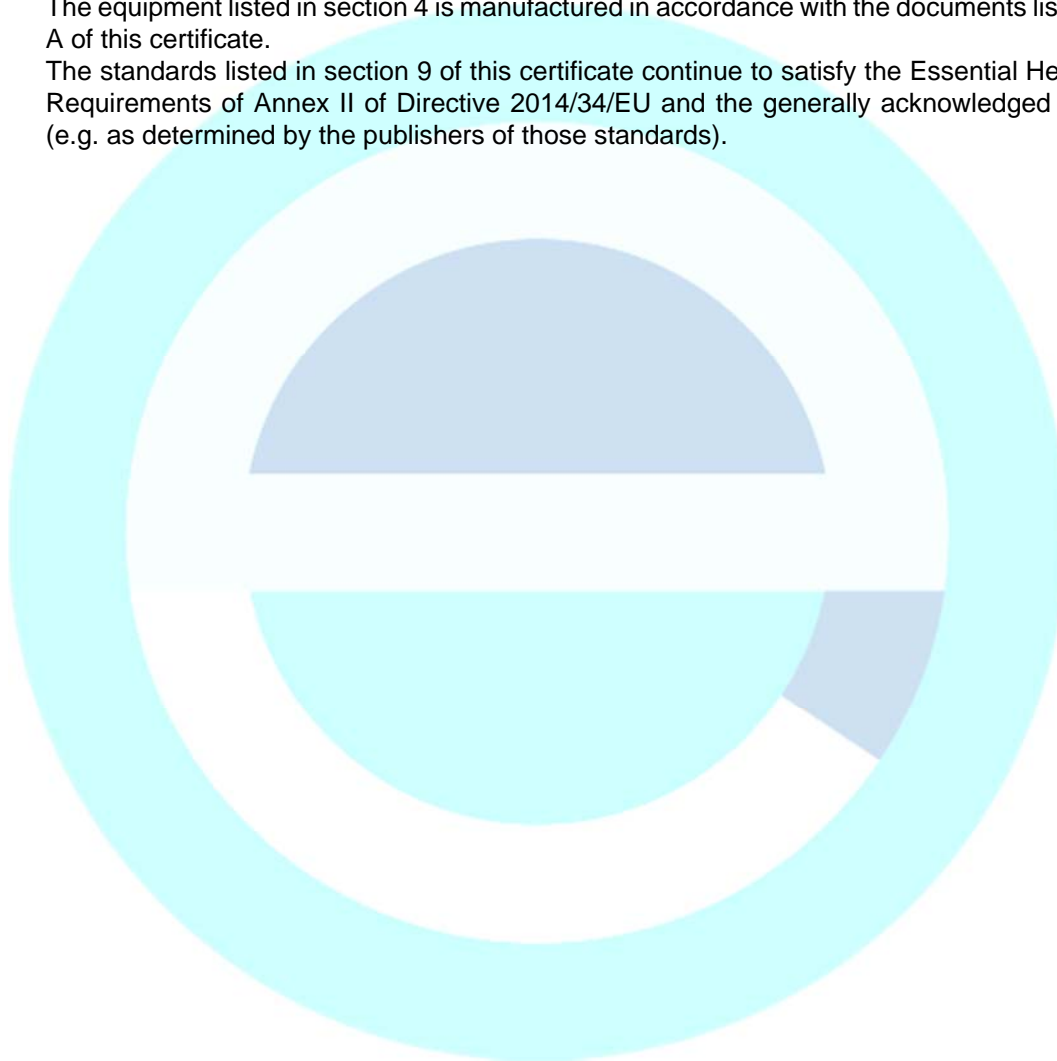 The equipment listed in section 4 is manufactured in accordance with the documents lis
A of this certificate.
The standards listed in section 9 of this certificate continue to satisfy the Essential He
Requirements of Annex II of Directive 2014/34/EU and the generally acknowledged
(e.g. as determined by the publishers of those standards).